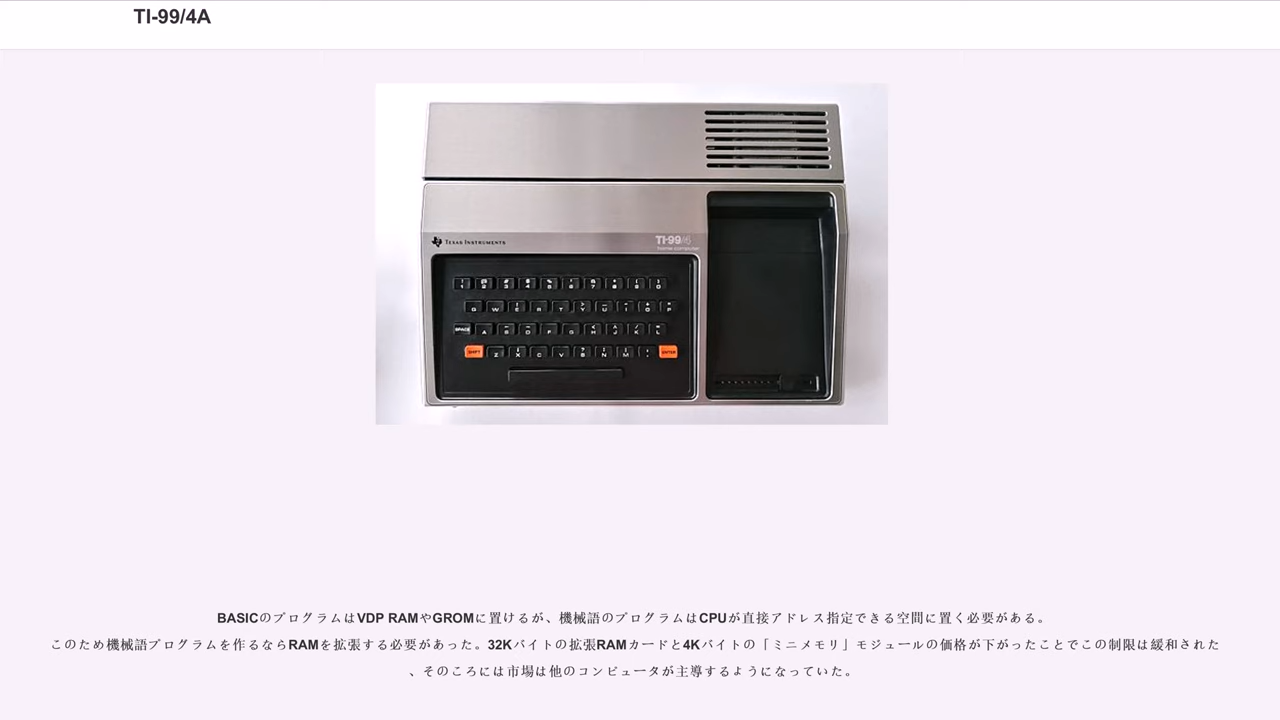 TI-99/4A
TEXAS INSTRUMENTS
TI-99/4
home computer
SPACE
SHIFT
ENTER
BASICのプログラムはVDP RAMやGROMに置けるが、機械語のプログラムはCPUが直接アドレス指定できる空間に置く必要がある。
このため機械語プログラムを作るならRAMを拡張する必要があった。32Kバイトの拡張RAMカードと4Kバイトの「ミニメモリ」モジュールの価格が下がったことでこの制限は緩和された
、そのころには市場は他のコンピュータが主導するようになっていた。